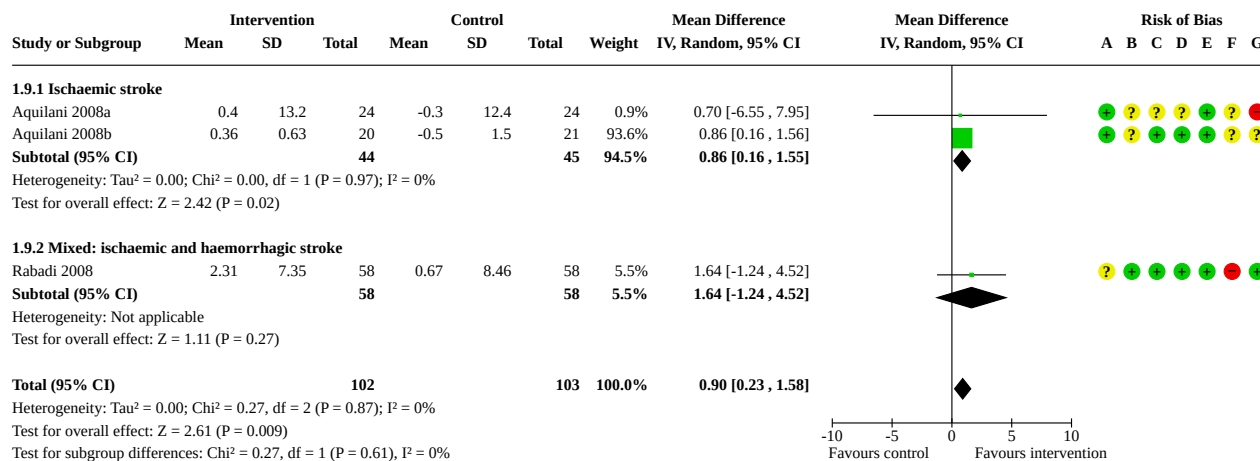 Intervention Control Mean Difference Mean Difference Risk of Bias
Study or Subgroup Mean SD Total Mean SD Total Weight IV, Random, 95% CI IV, Random, 95% CI A B C D E F G
1.9.1 Ischaemic stroke
Aquilani 2008a 0.4 13.2 24 -0.3 12.4 24 0.9% 0.70 [-6.55 , 7.95] + ? ? ? + ? −
Aquilani 2008b 0.36 0.63 20 -0.5 1.5 21 93.6% 0.86 [0.16 , 1.56] + ? + + + ? ?
Subtotal (95% CI) 44 45 94.5% 0.86 [0.16 , 1.55]
Heterogeneity: Tau² = 0.00; Chi² = 0.00, df = 1 (P = 0.97); I² = 0%
Test for overall effect: Z = 2.42 (P = 0.02)
1.9.2 Mixed: ischaemic and haemorrhagic stroke
Rabadi 2008 2.31 7.35 58 0.67 8.46 58 5.5% 1.64 [-1.24 , 4.52] ? + + + + − +
Subtotal (95% CI) 58 58 5.5% 1.64 [-1.24 , 4.52]
Heterogeneity: Not applicable
Test for overall effect: Z = 1.11 (P = 0.27)
Total (95% CI) 102 103 100.0% 0.90 [0.23 , 1.58]
Heterogeneity: Tau² = 0.00; Chi² = 0.27, df = 2 (P = 0.87); I² = 0%
Test for overall effect: Z = 2.61 (P = 0.009)
-10 -5 0 5 10
Test for subgroup differences: Chi² = 0.27, df = 1 (P = 0.61), I² = 0% Favours control Favours intervention